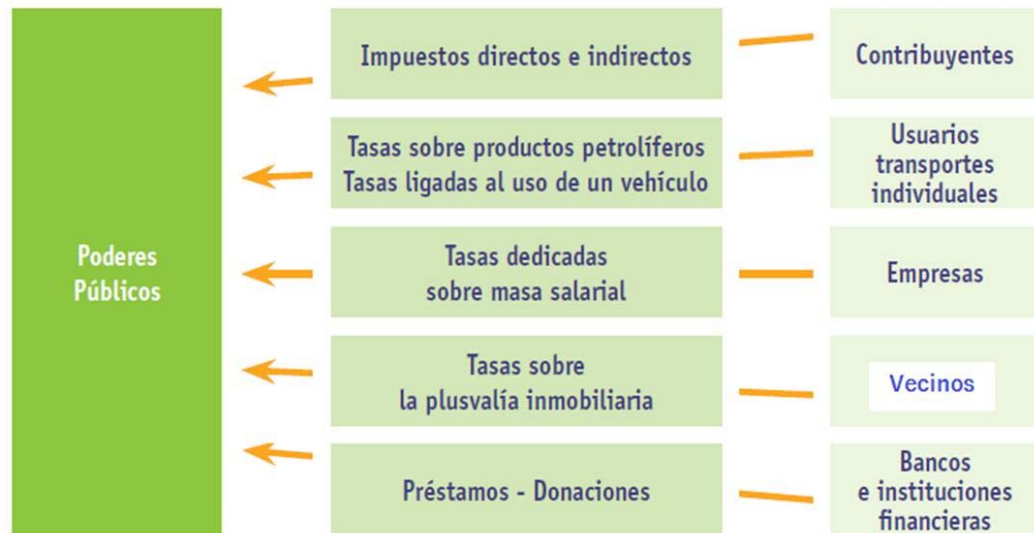 Poderes
Públicos
Impuestos directos e indirectos
Contribuyentes
Tasas sobre productos petrolíferos
Tasas ligadas al uso de un vehículo
Usuarios
transportes
individuales
Tasas dedicadas
sobre masa salarial
Empresas
Tasas sobre
la plusvalía inmobiliaria
Vecinos
Préstamos - Donaciones
Bancos
e instituciones
financieras